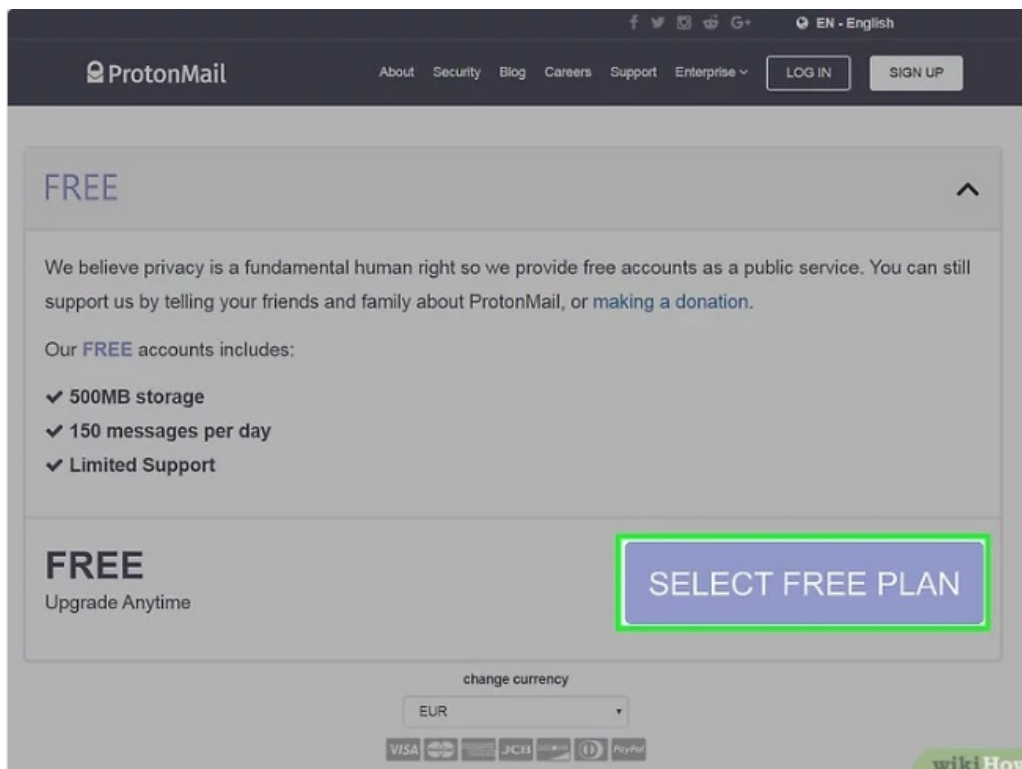 EN - English
ProtonMail About Security Blog Careers Support Enterprise LOG IN SIGN UP
FREE
We believe privacy is a fundamental human right so we provide free accounts as a public service. You can still
support us by telling your friends and family about ProtonMail, or making a donation.
Our FREE accounts includes:
500MB storage
150 messages per day
Limited Support
FREE
Upgrade Anytime
SELECT FREE PLAN
change currency
EUR
VISA JCB DISCOVER PayPal
wikiHow